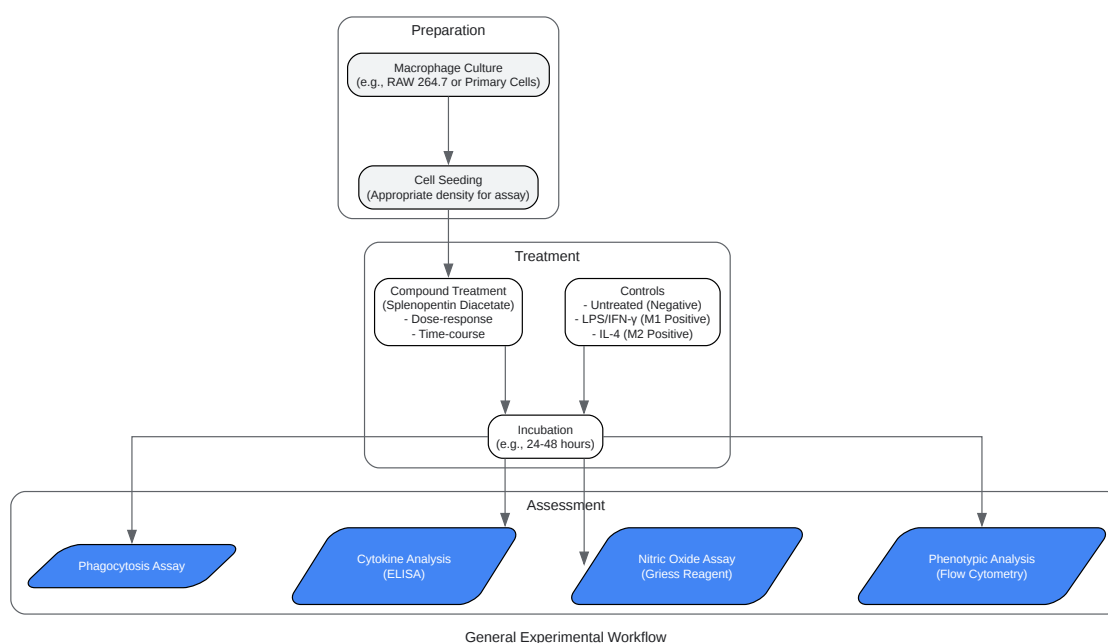 Preparation
Macrophage Culture
(e.g., RAW 264.7 or Primary Cells)
Cell Seeding
(Appropriate density for assay)
Treatment
Compound Treatment
(Splenopentin Diacetate)
- Dose-response
- Time-course
Controls
- Untreated (Negative)
- LPS/IFN-γ (M1 Positive)
- IL-4 (M2 Positive)
Incubation
(e.g., 24-48 hours)
Assessment
Phagocytosis Assay
Cytokine Analysis
(ELISA)
Nitric Oxide Assay
(Griess Reagent)
Phenotypic Analysis
(Flow Cytometry)
General Experimental Workflow